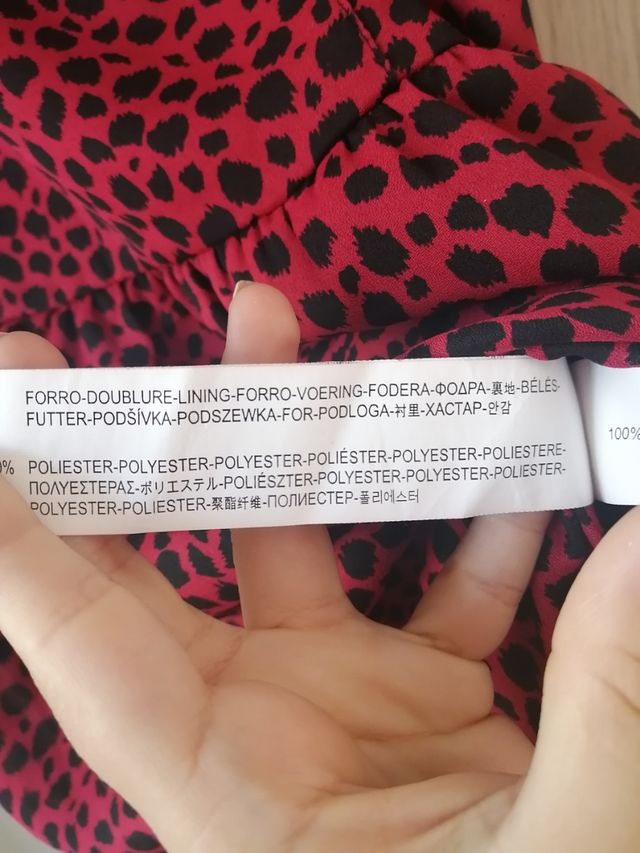 FORRO-DOUBLURE-LINING-FORRO-VOERING-FODERA-ΦΟΔΡΑ-裏地-BÉLÉS-
FUTTER-PODŠÍVKA-PODSZEWKA-FOR-PODLOGA-衬里-ХАСТАР-안감
0% POLIESTER-POLYESTER-POLYESTER-POLIÉSTER-POLYESTER-POLIESTERE-
ΠΟΛΥΕΣΤΕΡΑΣ-ポリエステル-POLIÉSZTER-POLYESTER-POLYESTER-POLIESTER-
POLYESTER-POLIESTER-聚酯纤维-ПОЛИЕСТЕР-폴리에스터
100%